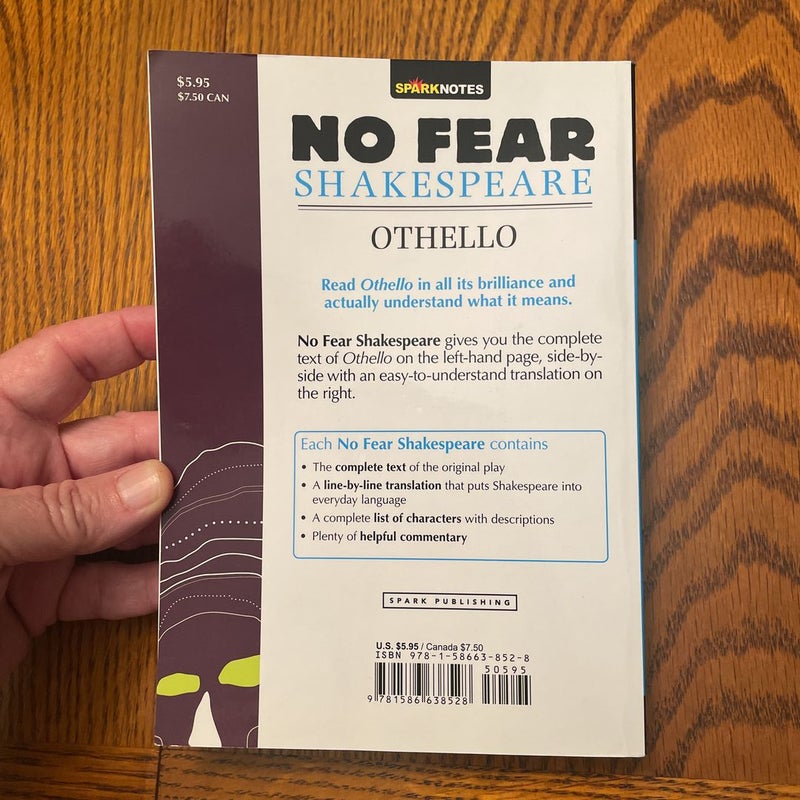 $5.95
$7.50 CAN
SPARKNOTES
NO FEAR
SHAKESPEARE
OTHELLO
Read Othello in all its brilliance and
actually understand what it means.
No Fear Shakespeare gives you the complete
text of Othello on the left-hand page, side-by-
side with an easy-to-understand translation on
the right.
Each No Fear Shakespeare contains
• The complete text of the original play
• A line-by-line translation that puts Shakespeare into
everyday language
• A complete list of characters with descriptions
• Plenty of helpful commentary
SPARK PUBLISHING
U.S. $5.95 / Canada $7.50
ISBN 978-1-58663-852-8
50595
9 781586 638528